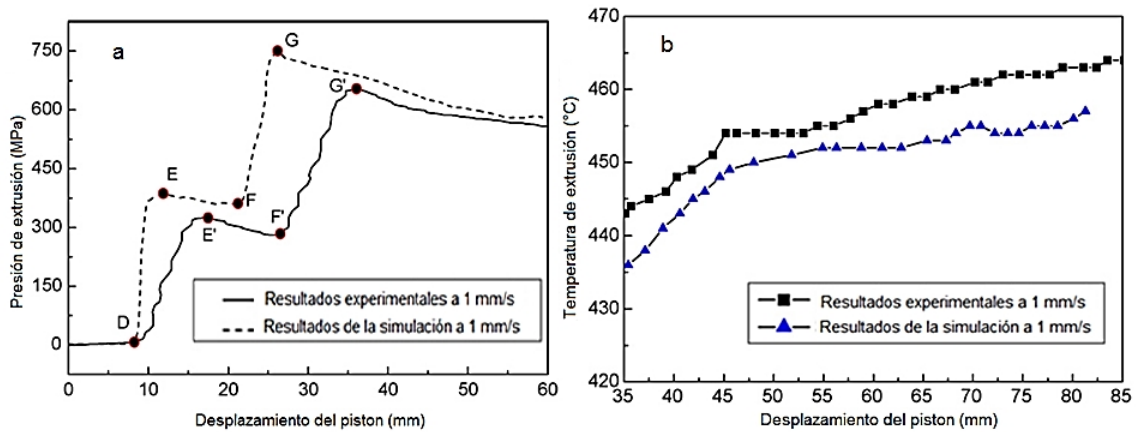 a
Presión de extrusión (MPa)
750
600
450
300
150
0
D
E
F
G
E'
F'
G'
Resultados experimentales a 1 mm/s
Resultados de la simulación a 1 mm/s
0 10 20 30 40 50 60
Desplazamiento del piston (mm)
b
Temperatura de extrusión (°C)
470
460
450
440
430
420
Resultados experimentales a 1 mm/s
Resultados de la simulación a 1 mm/s
35 40 45 50 55 60 65 70 75 80 85
Desplazamiento del piston (mm)